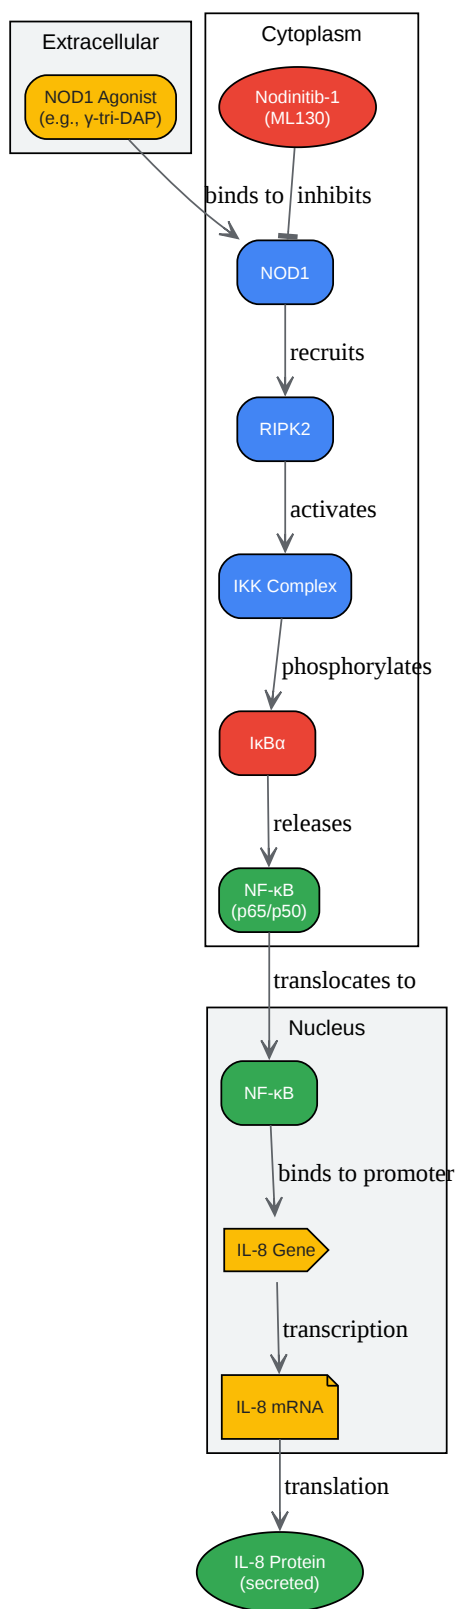 Extracellular
Cytoplasm
NOD1 Agonist
(e.g., γ-tri-DAP)
Nodinitib-1
(ML130)
binds to
inhibits
NOD1
recruits
RIPK2
activates
IKK Complex
phosphorylates
IκBα
releases
NF-κB
(p65/p50)
translocates to
Nucleus
NF-κB
binds to promoter
IL-8 Gene
transcription
IL-8 mRNA
translation
IL-8 Protein
(secreted)